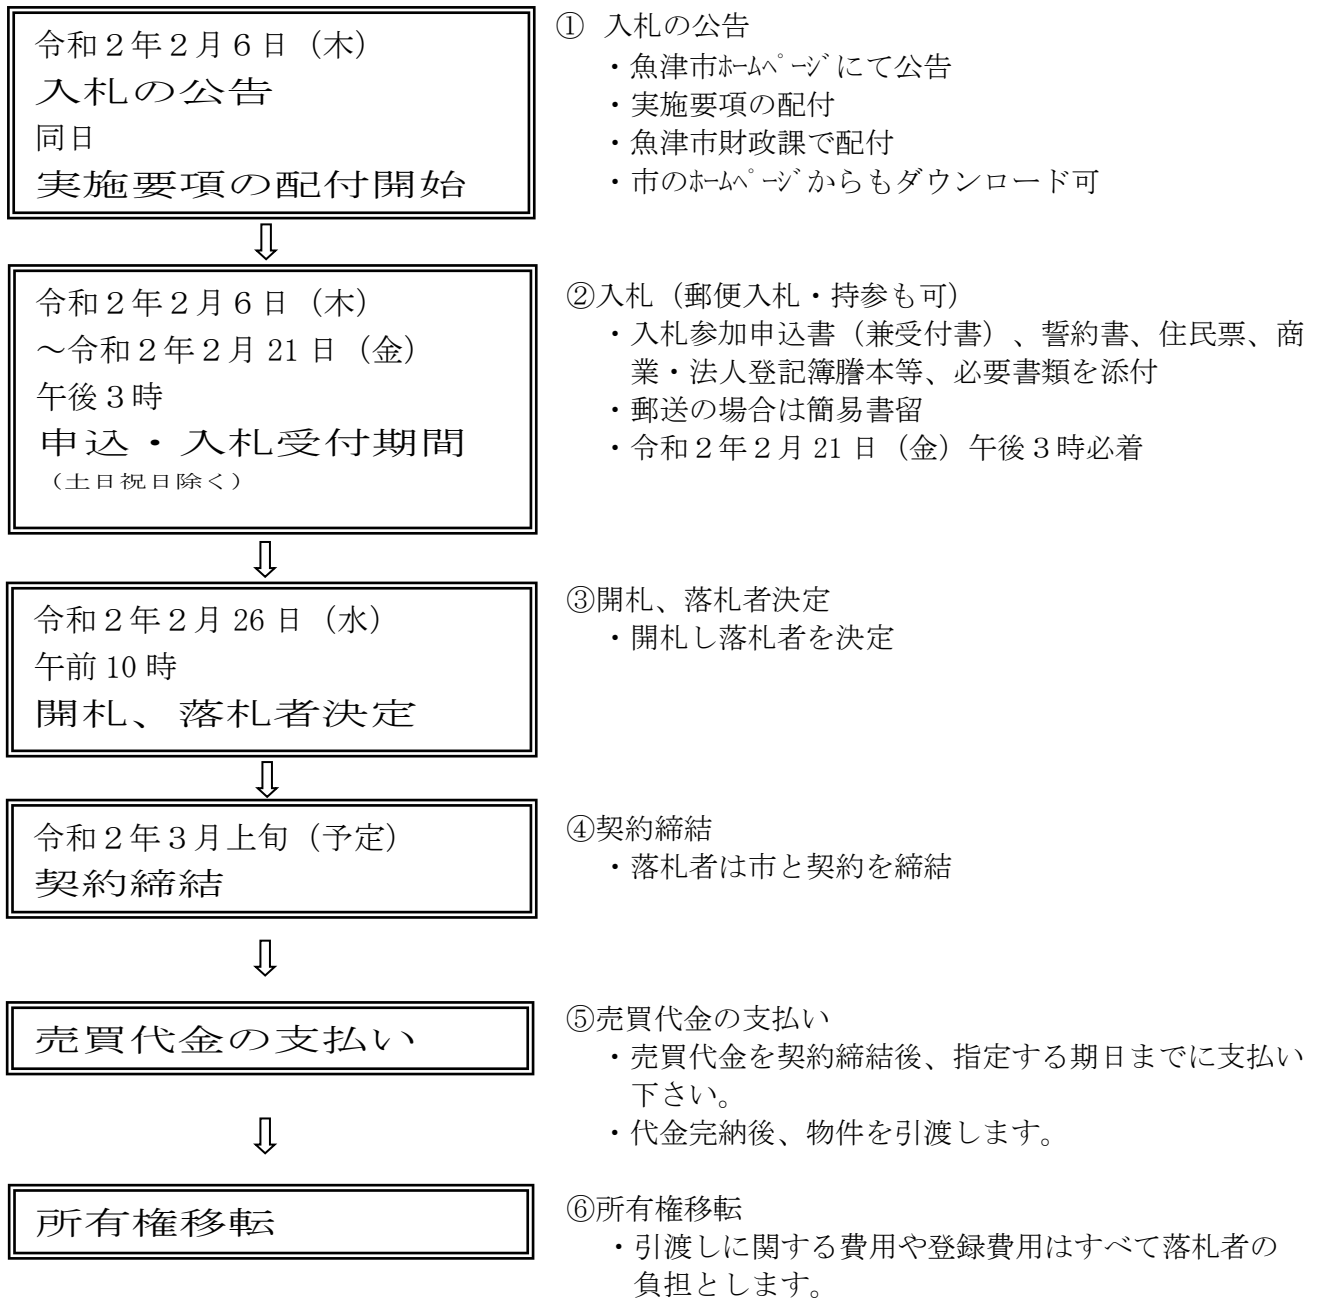 令和２年２月６日（木）
入札の公告
同日
実施要項の配付開始
① 入札の公告
・魚津市ﾎｰﾑﾍﾟｰｼﾞにて公告
・実施要項の配付
・魚津市財政課で配付
・市のﾎｰﾑﾍﾟｰｼﾞからもダウンロード可
⇩
令和２年２月６日（木）
～令和２年２月 21 日（金）
午後３時
申込・入札受付期間
（土日祝日除く）
②入札（郵便入札・持参も可）
・入札参加申込書（兼受付書）、誓約書、住民票、商
業・法人登記簿謄本等、必要書類を添付
・郵送の場合は簡易書留
・令和２年２月 21 日（金）午後３時必着
⇩
令和２年２月 26 日（水）
午前 10 時
開札、落札者決定
③開札、落札者決定
・開札し落札者を決定
⇩
令和２年３月上旬（予定）
契約締結
④契約締結
・落札者は市と契約を締結
⇩
売買代金の支払い
⑤売買代金の支払い
・売買代金を契約締結後、指定する期日までに支払い
下さい。
・代金完納後、物件を引渡します。
⇩
所有権移転
⑥所有権移転
・引渡しに関する費用や登録費用はすべて落札者の
負担とします。